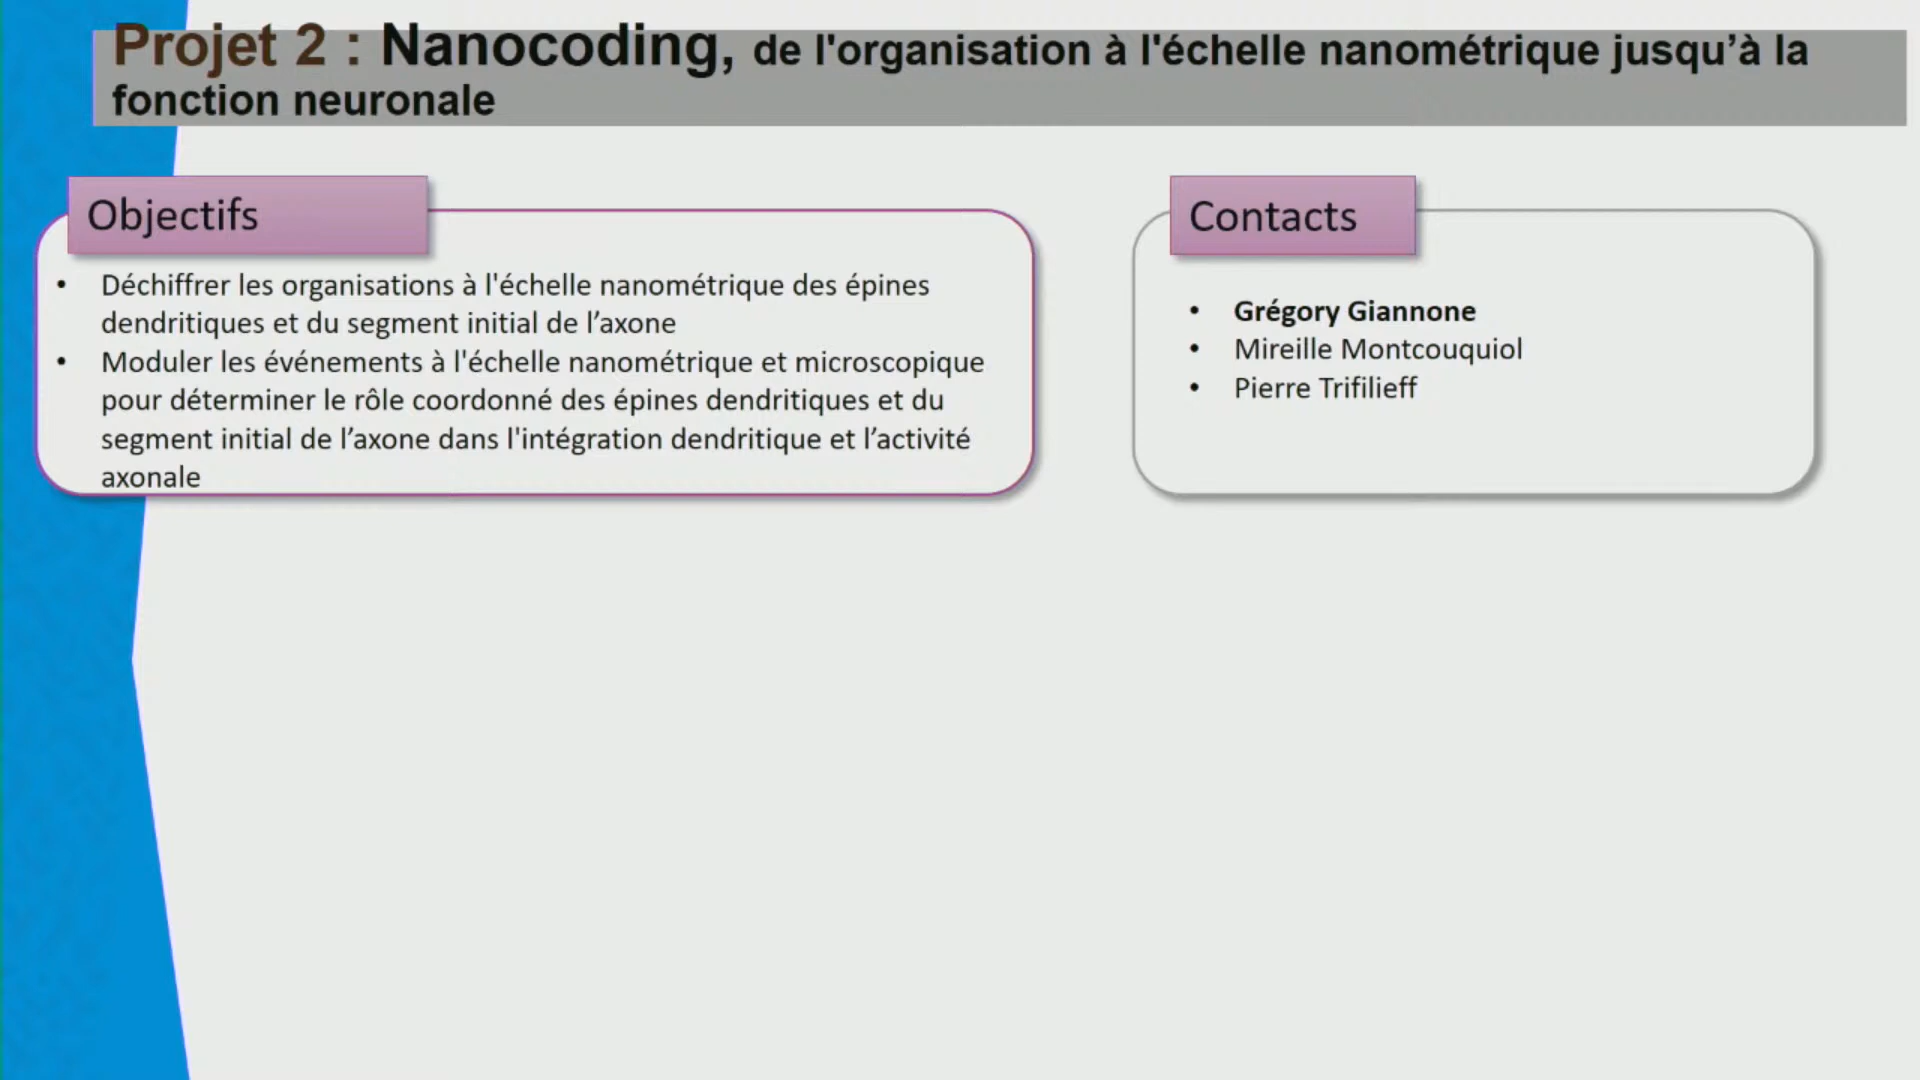 Projet 2 : Nanocoding, de l'organisation à l'échelle nanométrique jusqu’à la
fonction neuronale
Objectifs
• Déchiffrer les organisations à l'échelle nanométrique des épines
dendritiques et du segment initial de l’axone
• Moduler les événements à l'échelle nanométrique et microscopique
pour déterminer le rôle coordonné des épines dendritiques et du
segment initial de l’axone dans l'intégration dendritique et l’activité
axonale
Contacts
• Grégory Giannone
• Mireille Montcouquiol
• Pierre Trifilieff